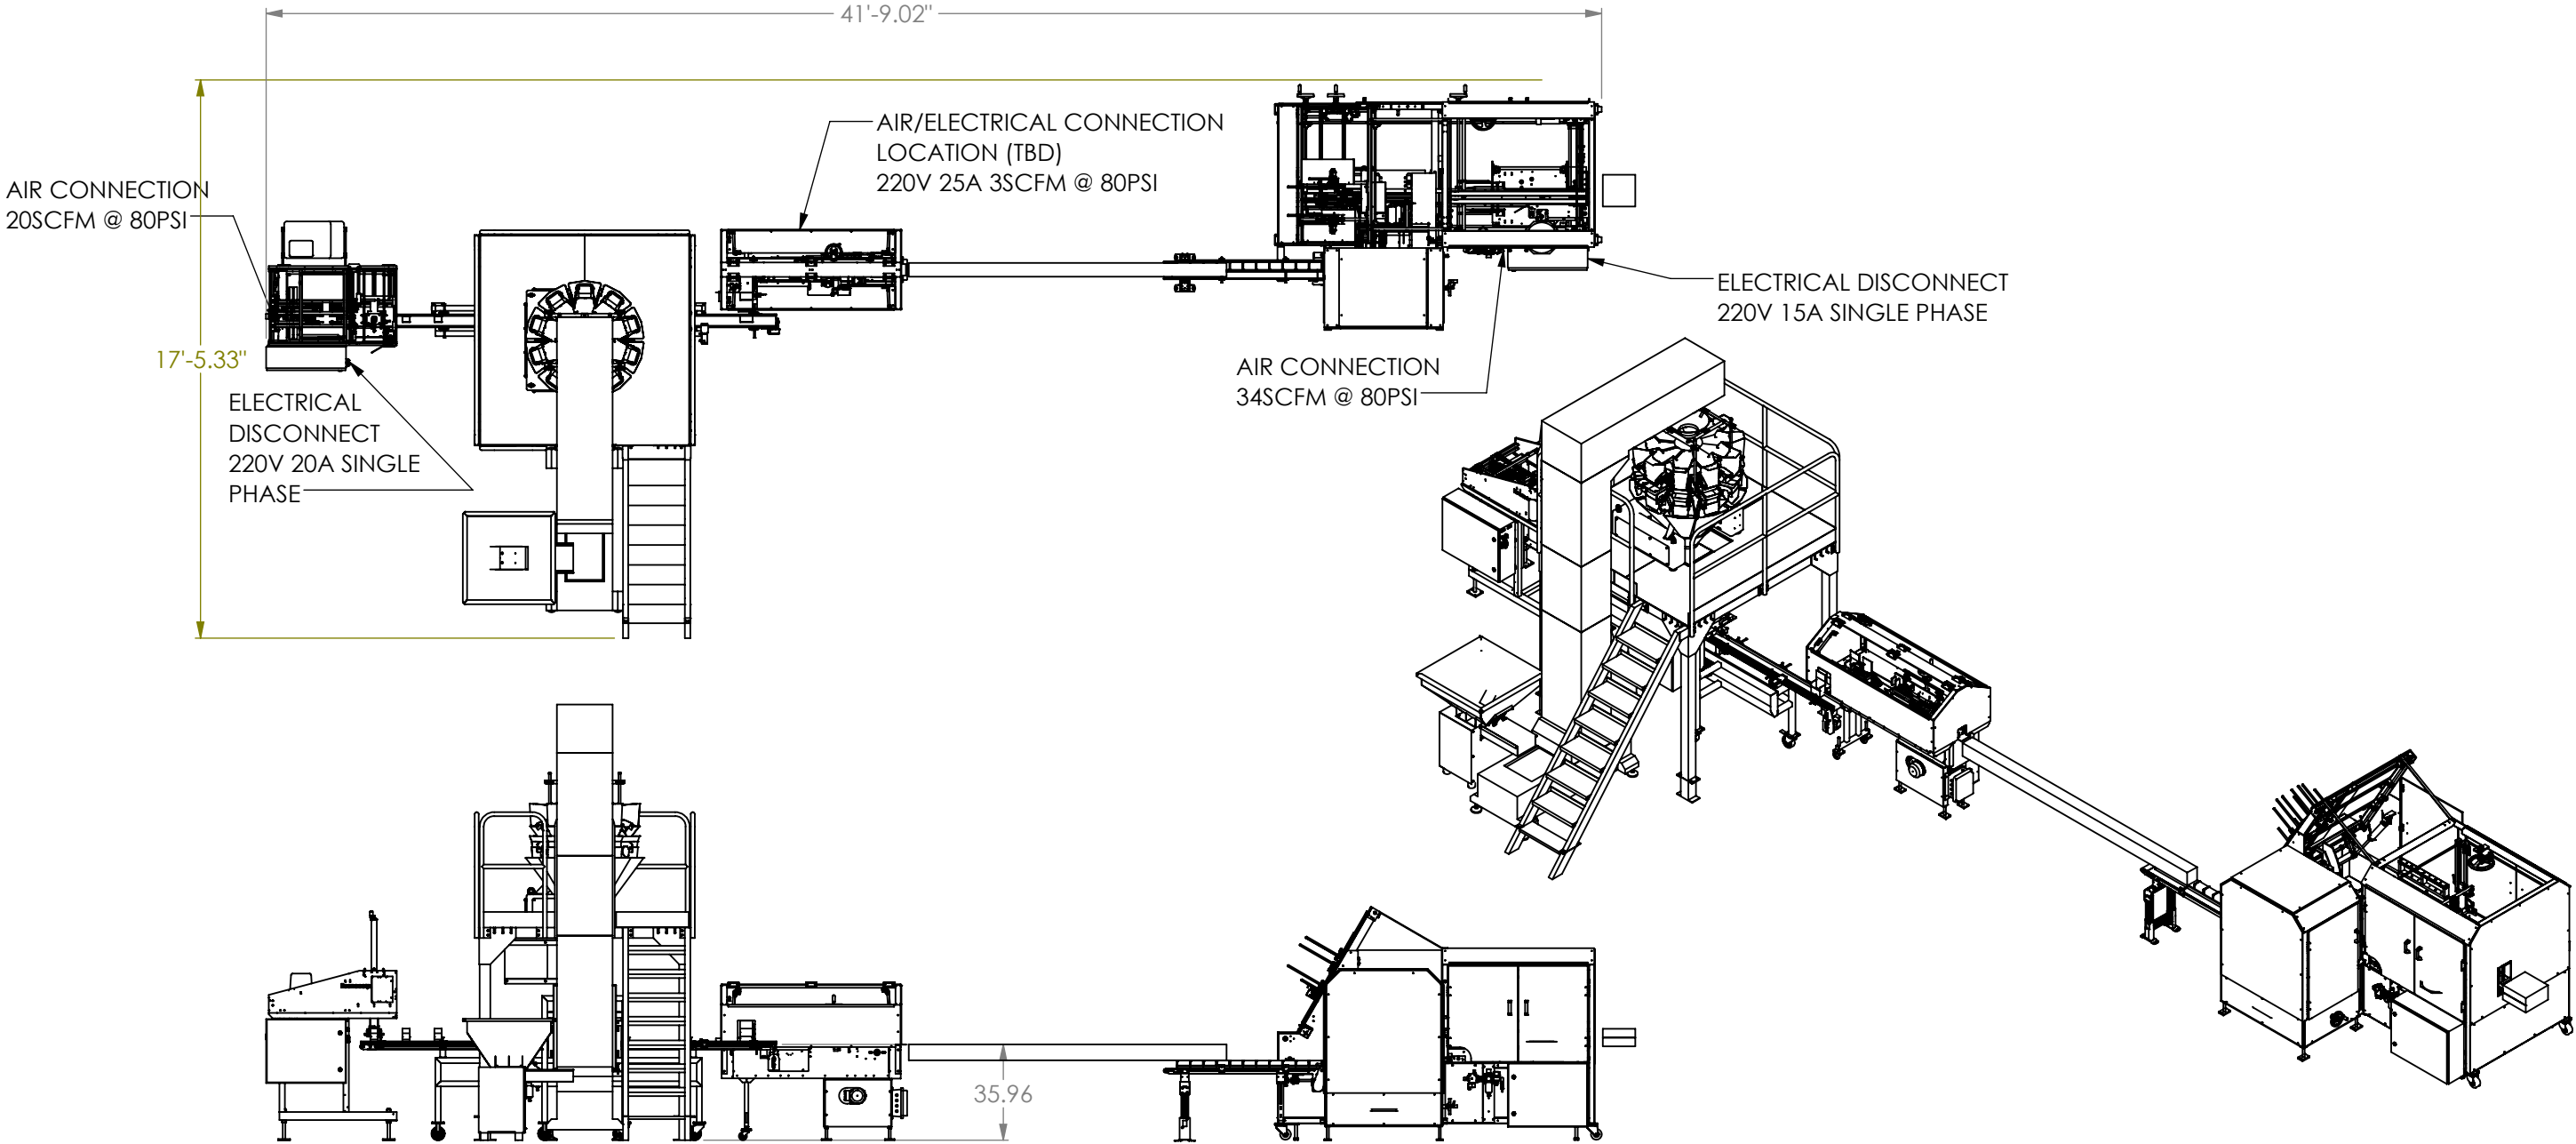 41'-9.02"
AIR/ELECTRICAL CONNECTION
LOCATION (TBD)
220V 25A 3SCFM @ 80PSI
AIR CONNECTION
20SCFM @ 80PSI
17'-5.33"
ELECTRICAL
DISCONNECT
220V 20A SINGLE
PHASE
ELECTRICAL DISCONNECT
220V 15A SINGLE PHASE
AIR CONNECTION
34SCFM @ 80PSI
35.96